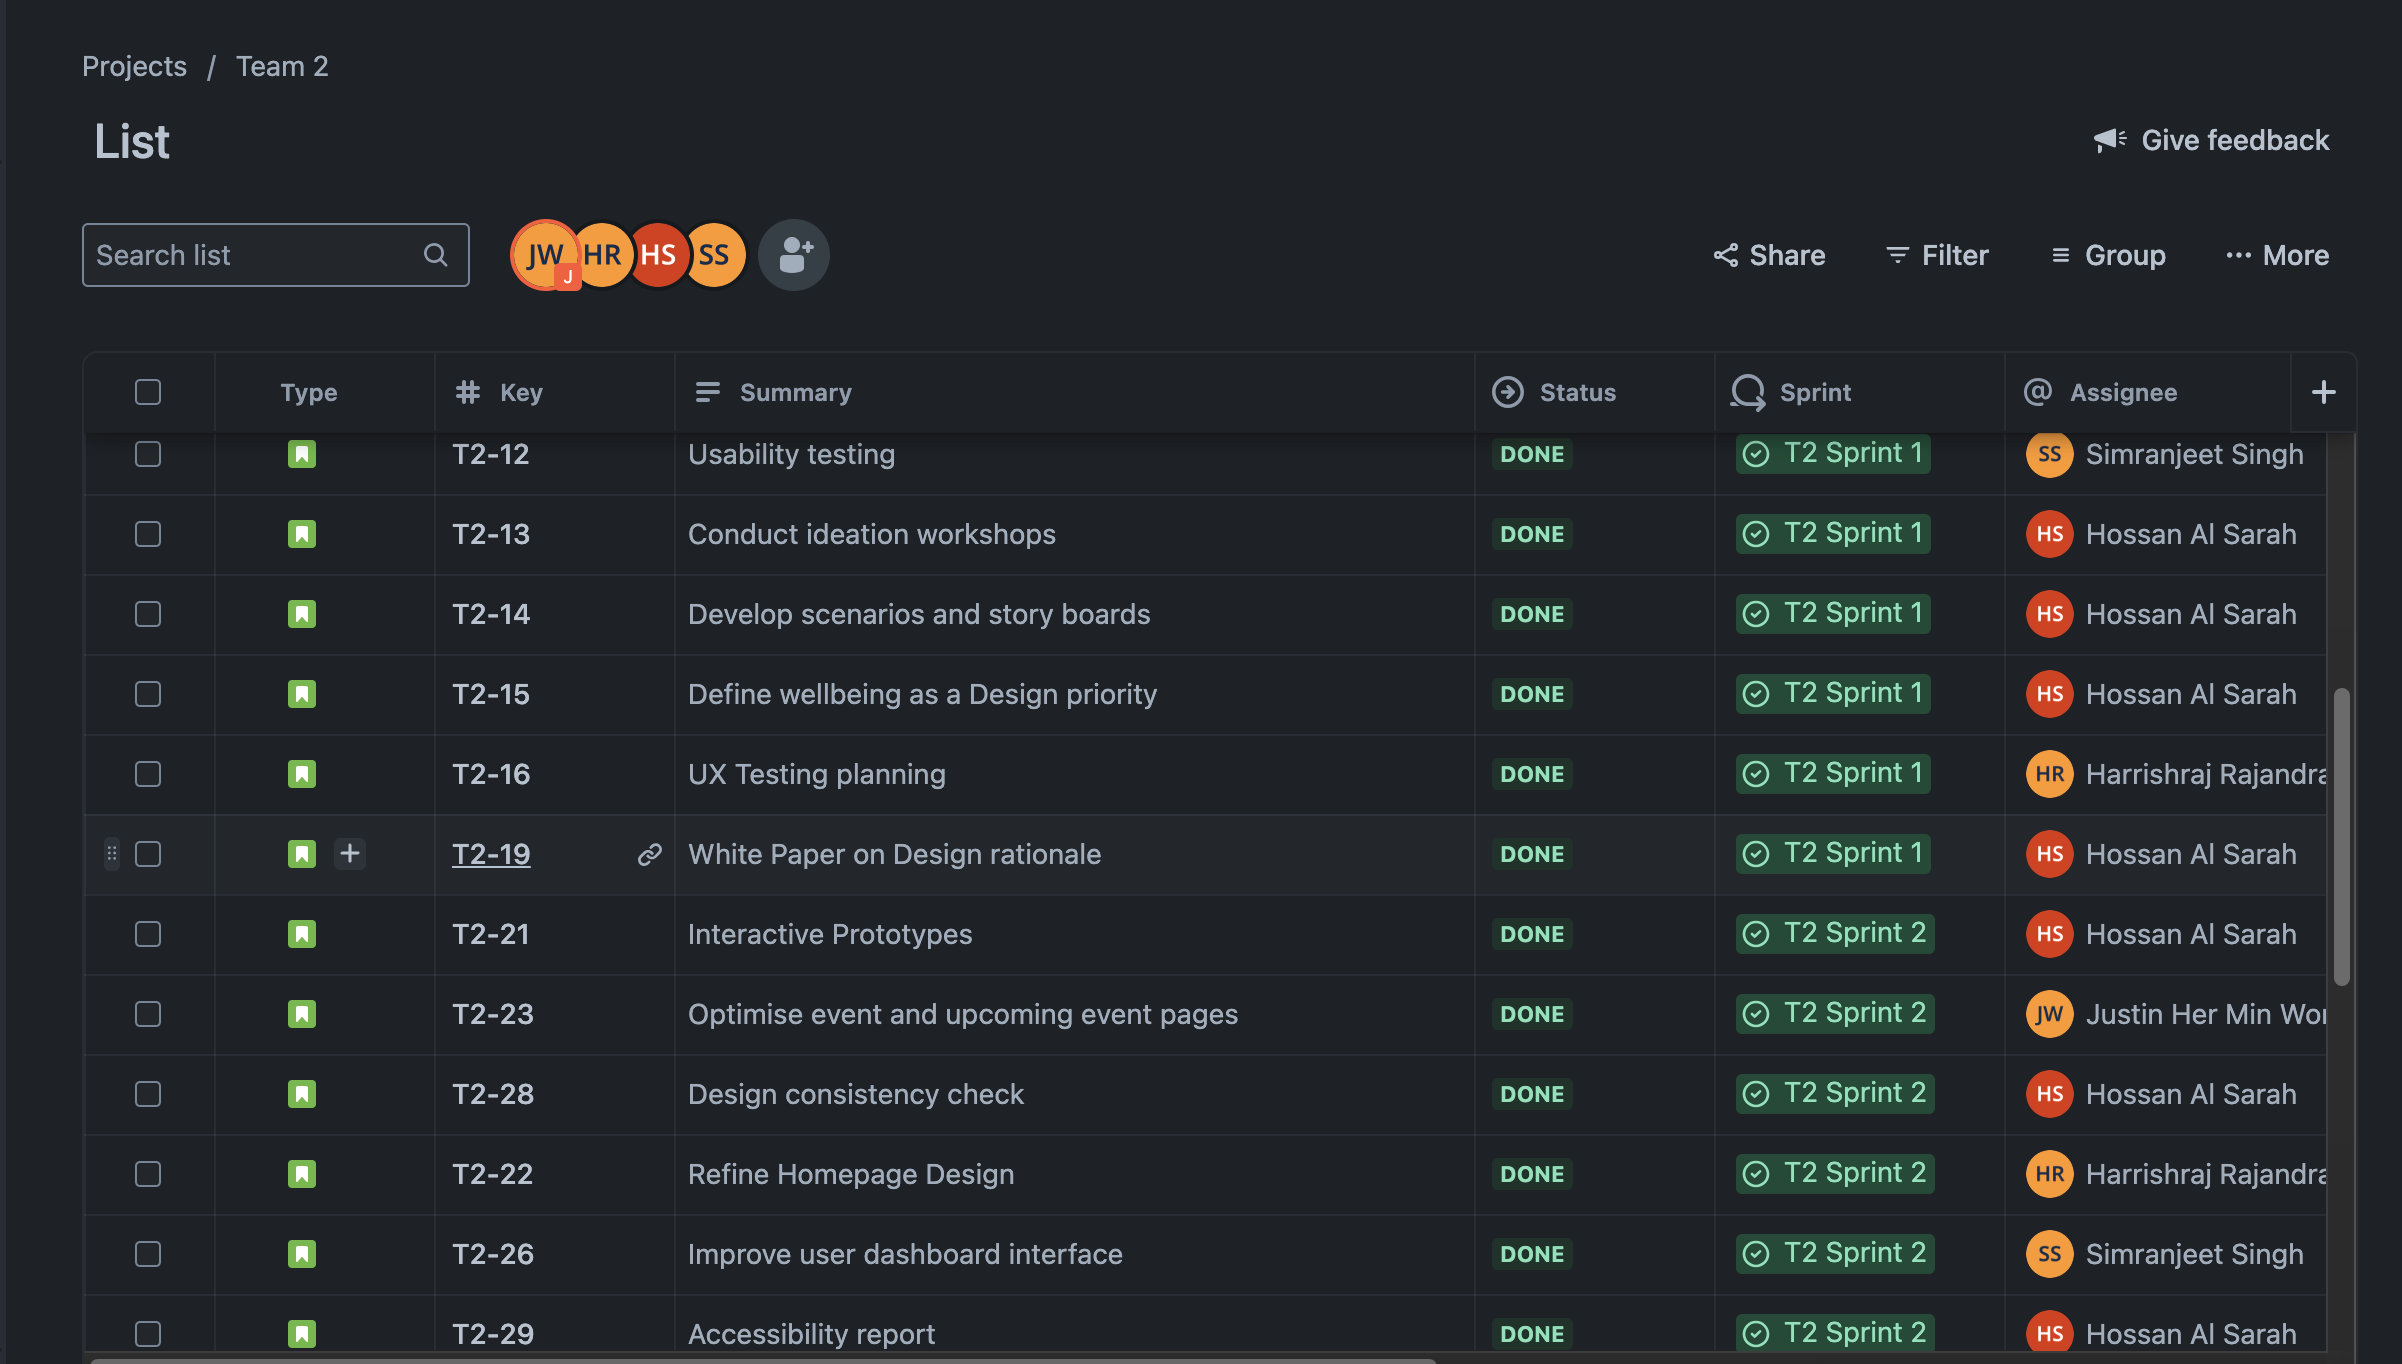 Projects / Team 2
List
Give feedback
Search list JW J HR HS SS Share Filter Group More
Type Key Summary Status Sprint Assignee
T2-12 Usability testing DONE T2 Sprint 1 SS Simranjeet Singh
T2-13 Conduct ideation workshops DONE T2 Sprint 1 HS Hossan Al Sarah
T2-14 Develop scenarios and story boards DONE T2 Sprint 1 HS Hossan Al Sarah
T2-15 Define wellbeing as a Design priority DONE T2 Sprint 1 HS Hossan Al Sarah
T2-16 UX Testing planning DONE T2 Sprint 1 HR Harrishraj Rajandra
T2-19 White Paper on Design rationale DONE T2 Sprint 1 HS Hossan Al Sarah
T2-21 Interactive Prototypes DONE T2 Sprint 2 HS Hossan Al Sarah
T2-23 Optimise event and upcoming event pages DONE T2 Sprint 2 JW Justin Her Min Wo
T2-28 Design consistency check DONE T2 Sprint 2 HS Hossan Al Sarah
T2-22 Refine Homepage Design DONE T2 Sprint 2 HR Harrishraj Rajandra
T2-26 Improve user dashboard interface DONE T2 Sprint 2 SS Simranjeet Singh
T2-29 Accessibility report DONE T2 Sprint 2 HS Hossan Al Sarah